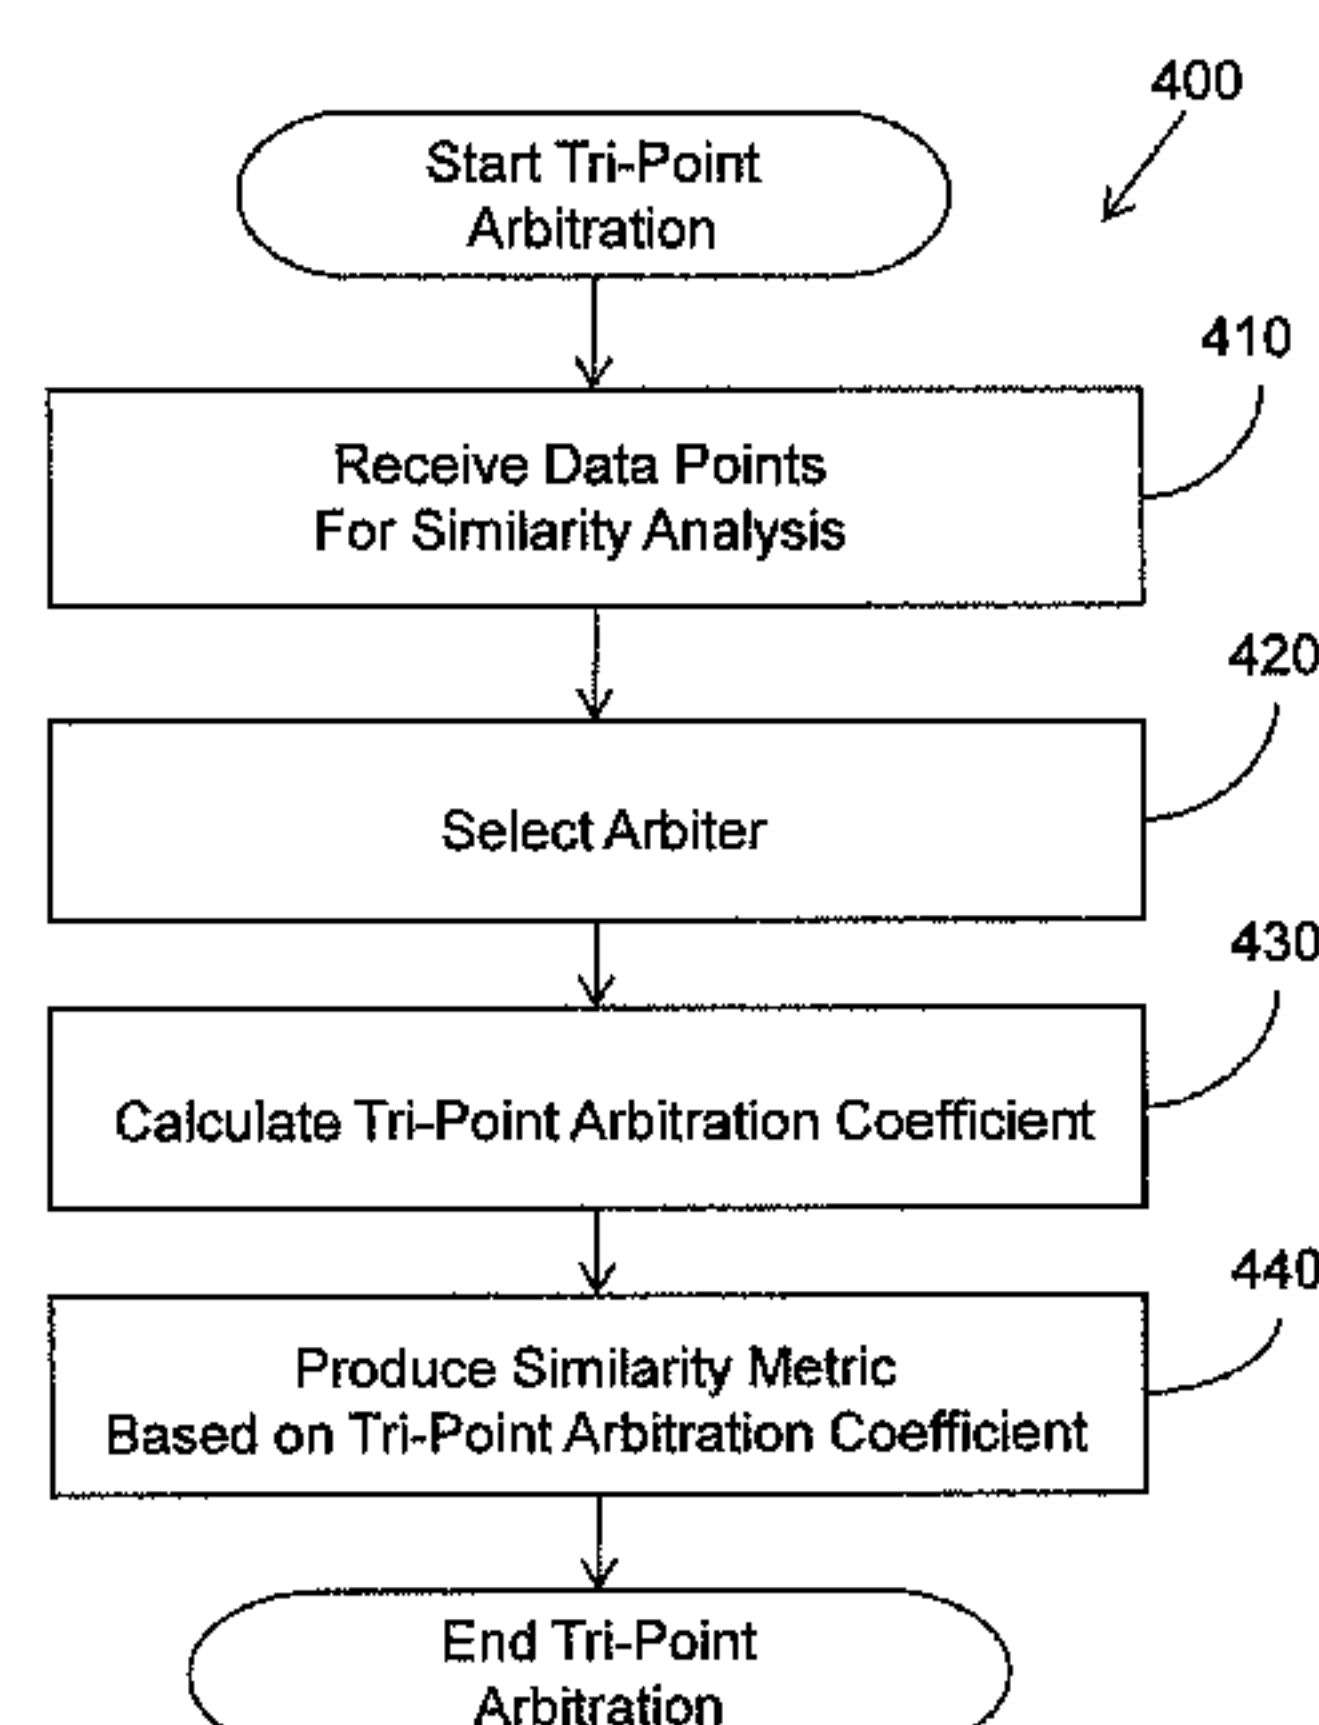 400
Start Tri-Point
Arbitration
410
Receive Data Points
For Similarity Analysis
420
Select Arbiter
430
Calculate Tri-Point Arbitration Coefficient
440
Produce Similarity Metric
Based on Tri-Point Arbitration Coefficient
End Tri-Point
Arbitration